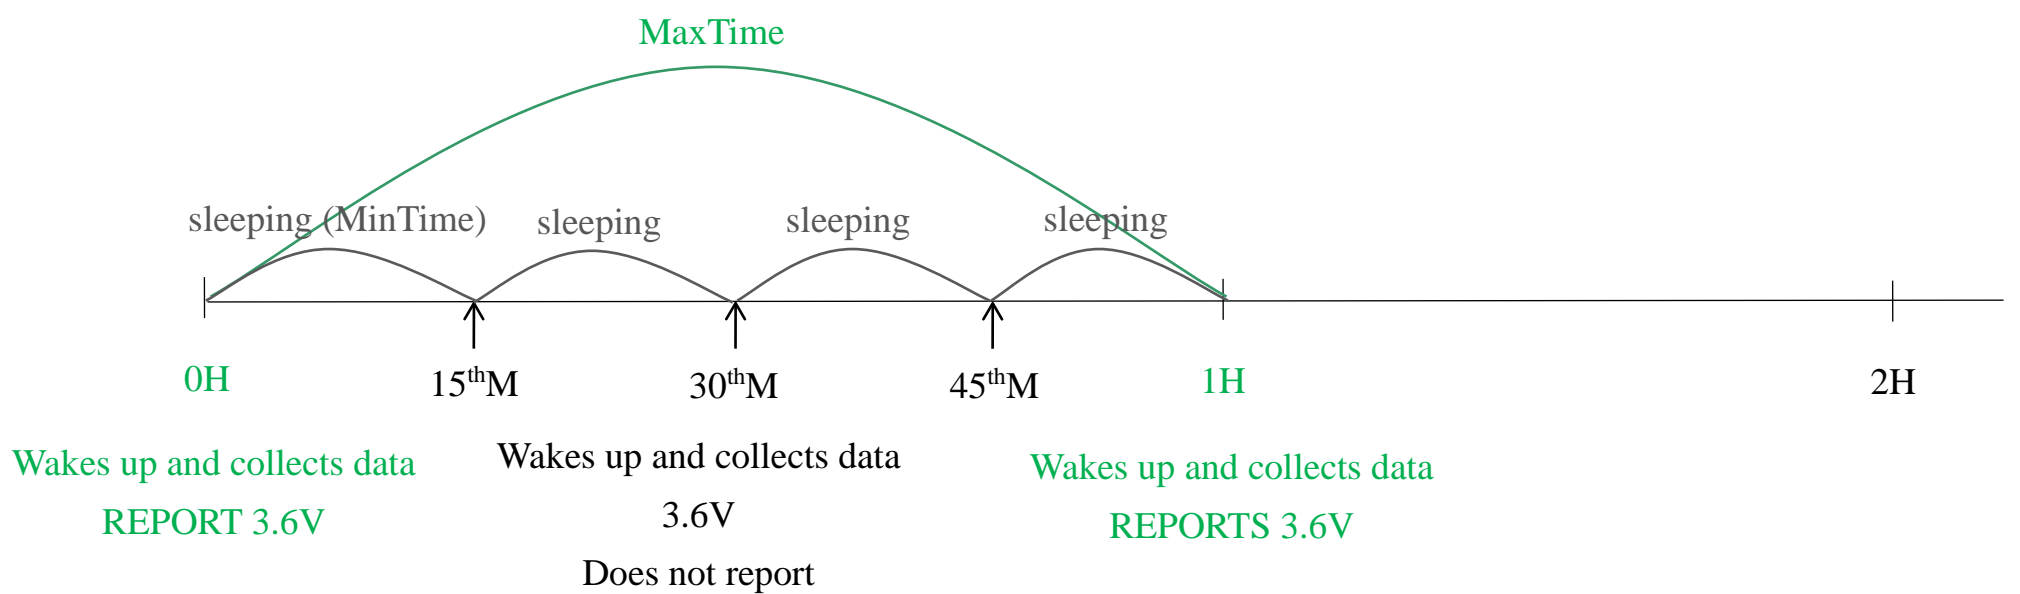 MaxTime
sleeping (MinTime)
sleeping
sleeping
sleeping
0H
15thM
30thM
45thM
1H
2H
Wakes up and collects data
REPORT 3.6V
Wakes up and collects data
3.6V
Does not report
Wakes up and collects data
REPORTS 3.6V